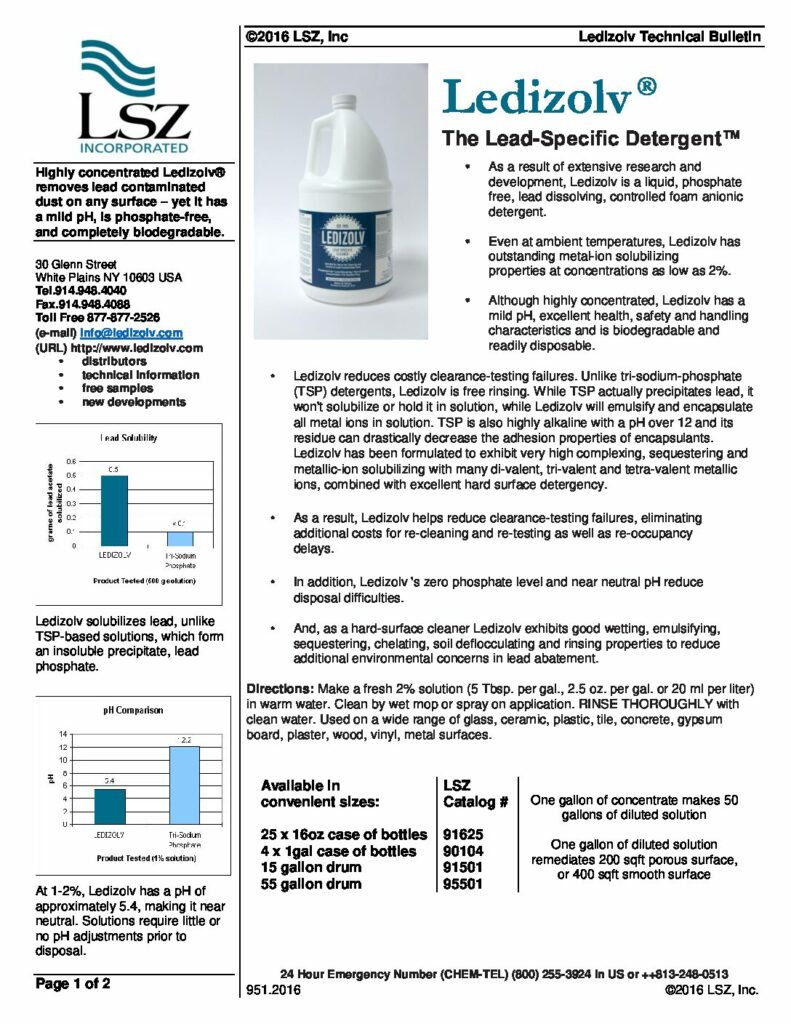 ©2016 LSZ, Inc
Ledizolv Technical Bulletin
LSZ
INCORPORATED
Highly concentrated Ledizolv®
removes lead contaminated
dust on any surface – yet it has
a mild pH, is phosphate-free,
and completely biodegradable.
30 Glenn Street
White Plains NY 10603 USA
Tel.914.948.4040
Fax.914.948.4088
Toll Free 877-877-2526
(e-mail) info@ledizolv.com
(URL) http://www.ledizolv.com
• distributors
• technical information
• free samples
• new developments
Lead Solubility
grams of lead acetate
solubilized
0.6
0.5
0.4
0.3
0.2
0.1
0
0.5
< 0.1
LEDIZOLV
Tri-Sodium
Phosphate
Product Tested (500 g solution)
Ledizolv solubilizes lead, unlike
TSP-based solutions, which form
an insoluble precipitate, lead
phosphate.
pH Comparison
pH
14
12
10
8
6
4
2
0
5.4
12.2
LEDIZOLV
Tri-Sodium
Phosphate
Product Tested (1% solution)
At 1-2%, Ledizolv has a pH of
approximately 5.4, making it near
neutral. Solutions require little or
no pH adjustments prior to
disposal.
Page 1 of 2
LEDIZOLV
Ledizolv®
The Lead-Specific Detergent™
• As a result of extensive research and
development, Ledizolv is a liquid, phosphate
free, lead dissolving, controlled foam anionic
detergent.
• Even at ambient temperatures, Ledizolv has
outstanding metal-ion solubilizing
properties at concentrations as low as 2%.
• Although highly concentrated, Ledizolv has a
mild pH, excellent health, safety and handling
characteristics and is biodegradable and
readily disposable.
• Ledizolv reduces costly clearance-testing failures. Unlike tri-sodium-phosphate
(TSP) detergents, Ledizolv is free rinsing. While TSP actually precipitates lead, it
won't solubilize or hold it in solution, while Ledizolv will emulsify and encapsulate
all metal ions in solution. TSP is also highly alkaline with a pH over 12 and its
residue can drastically decrease the adhesion properties of encapsulants.
Ledizolv has been formulated to exhibit very high complexing, sequestering and
metallic-ion solubilizing with many di-valent, tri-valent and tetra-valent metallic
ions, combined with excellent hard surface detergency.
• As a result, Ledizolv helps reduce clearance-testing failures, eliminating
additional costs for re-cleaning and re-testing as well as re-occupancy
delays.
• In addition, Ledizolv 's zero phosphate level and near neutral pH reduce
disposal difficulties.
• And, as a hard-surface cleaner Ledizolv exhibits good wetting, emulsifying,
sequestering, chelating, soil deflocculating and rinsing properties to reduce
additional environmental concerns in lead abatement.
Directions: Make a fresh 2% solution (5 Tbsp. per gal., 2.5 oz. per gal. or 20 ml per liter)
in warm water. Clean by wet mop or spray on application. RINSE THOROUGHLY with
clean water. Used on a wide range of glass, ceramic, plastic, tile, concrete, gypsum
board, plaster, wood, vinyl, metal surfaces.
Available in
convenient sizes:
LSZ
Catalog #
25 x 16oz case of bottles 91625
4 x 1gal case of bottles 90104
15 gallon drum 91501
55 gallon drum 95501
One gallon of concentrate makes 50
gallons of diluted solution
One gallon of diluted solution
remediates 200 sqft porous surface,
or 400 sqft smooth surface
24 Hour Emergency Number (CHEM-TEL) (800) 255-3924 in US or ++813-248-0513
951.2016
©2016 LSZ, Inc.